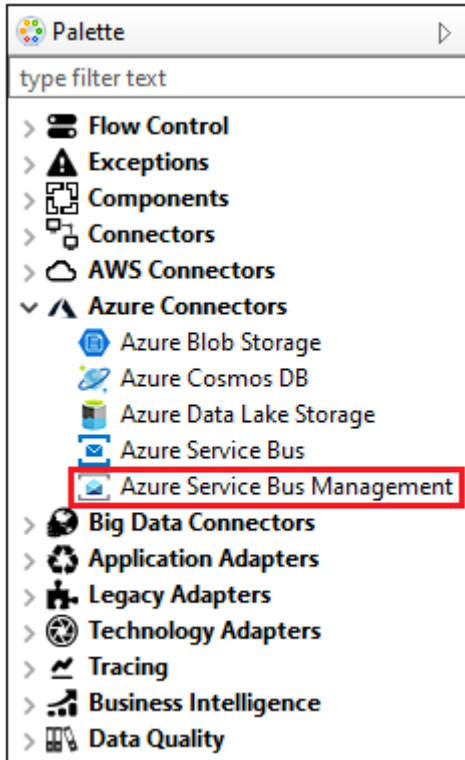 Palette
type filter text
Flow Control
Exceptions
Components
Connectors
AWS Connectors
Azure Connectors
Azure Blob Storage
Azure Cosmos DB
Azure Data Lake Storage
Azure Service Bus
Azure Service Bus Management
Big Data Connectors
Application Adapters
Legacy Adapters
Technology Adapters
Tracing
Business Intelligence
Data Quality